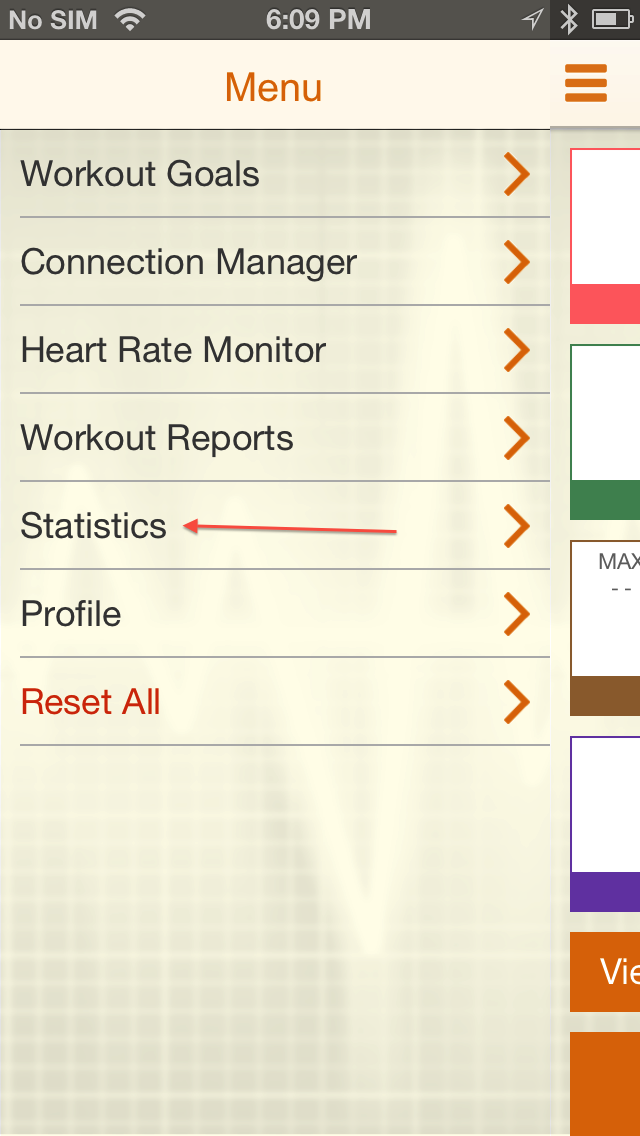 No SIM 6:09 PM
Menu
Workout Goals
Connection Manager
Heart Rate Monitor
Workout Reports
Statistics
Profile
Reset All
MAX
- -